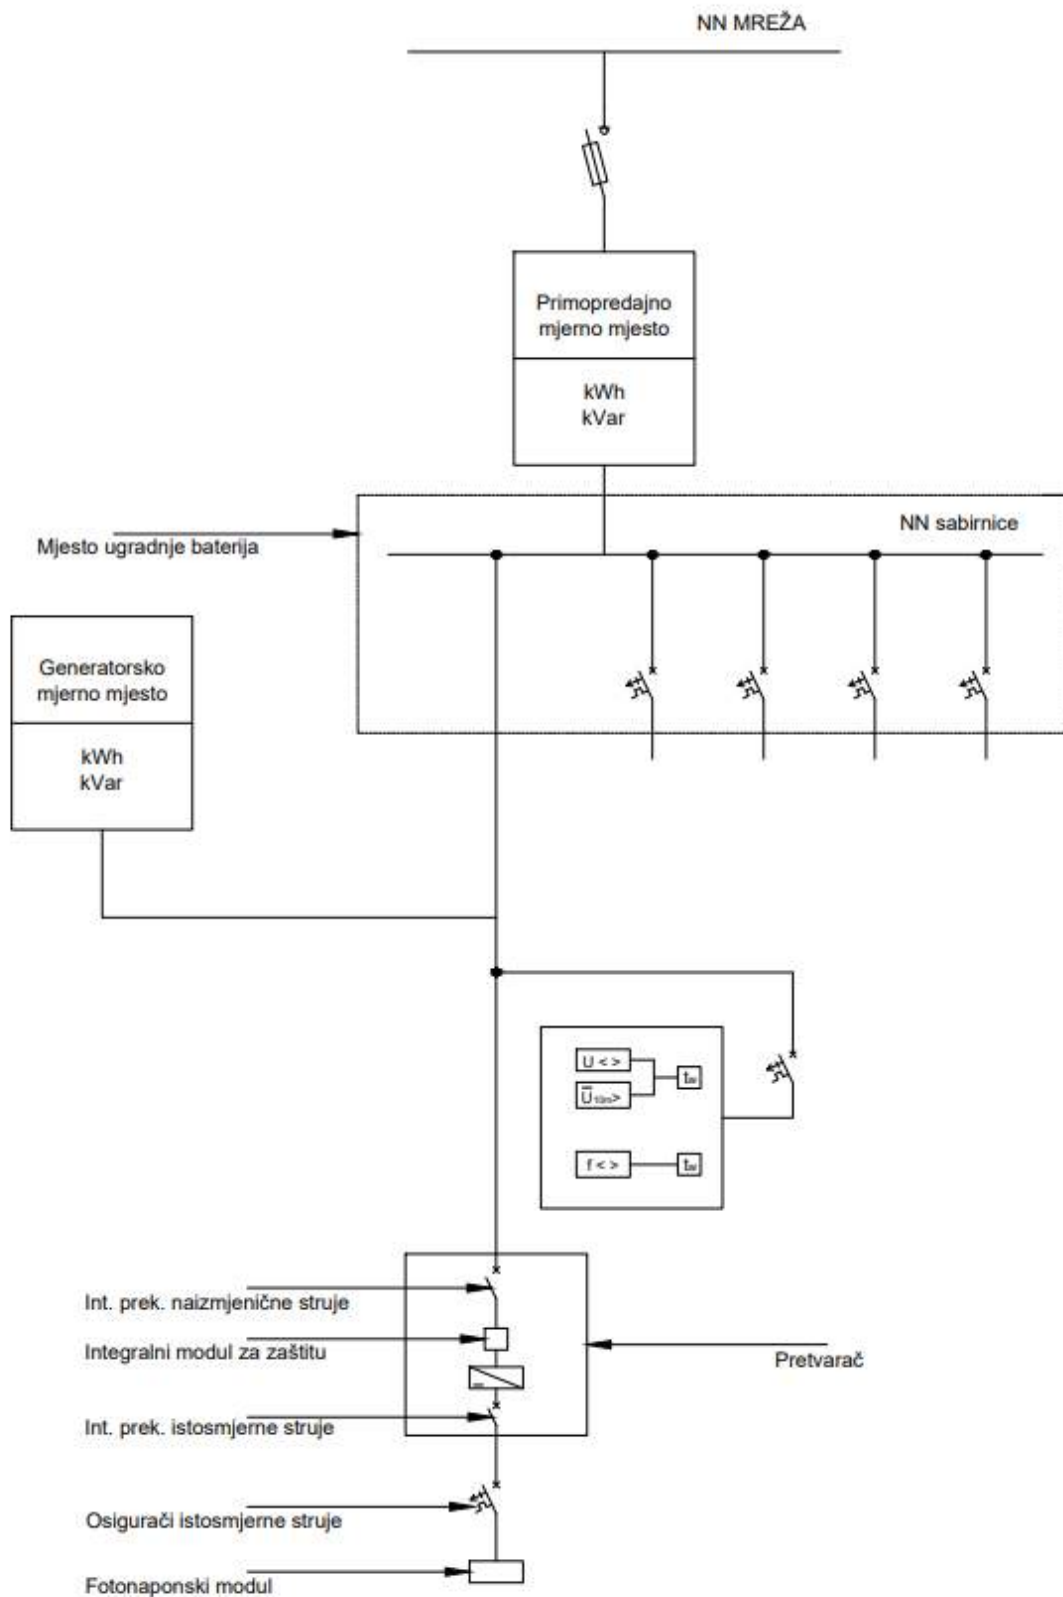 NN MREŽA
Primopredajno
mjerno mjesto
kWh
kVar
NN sabirnice
Mjesto ugradnje baterija
Generatorsko
mjerno mjesto
kWh
kVar
U < >
f < >
Int. prek. naizmjenične struje
Integralni modul za zaštitu
Pretvarač
Int. prek. istosmjerne struje
Osigurači istosmjerne struje
Fotonaponski modul